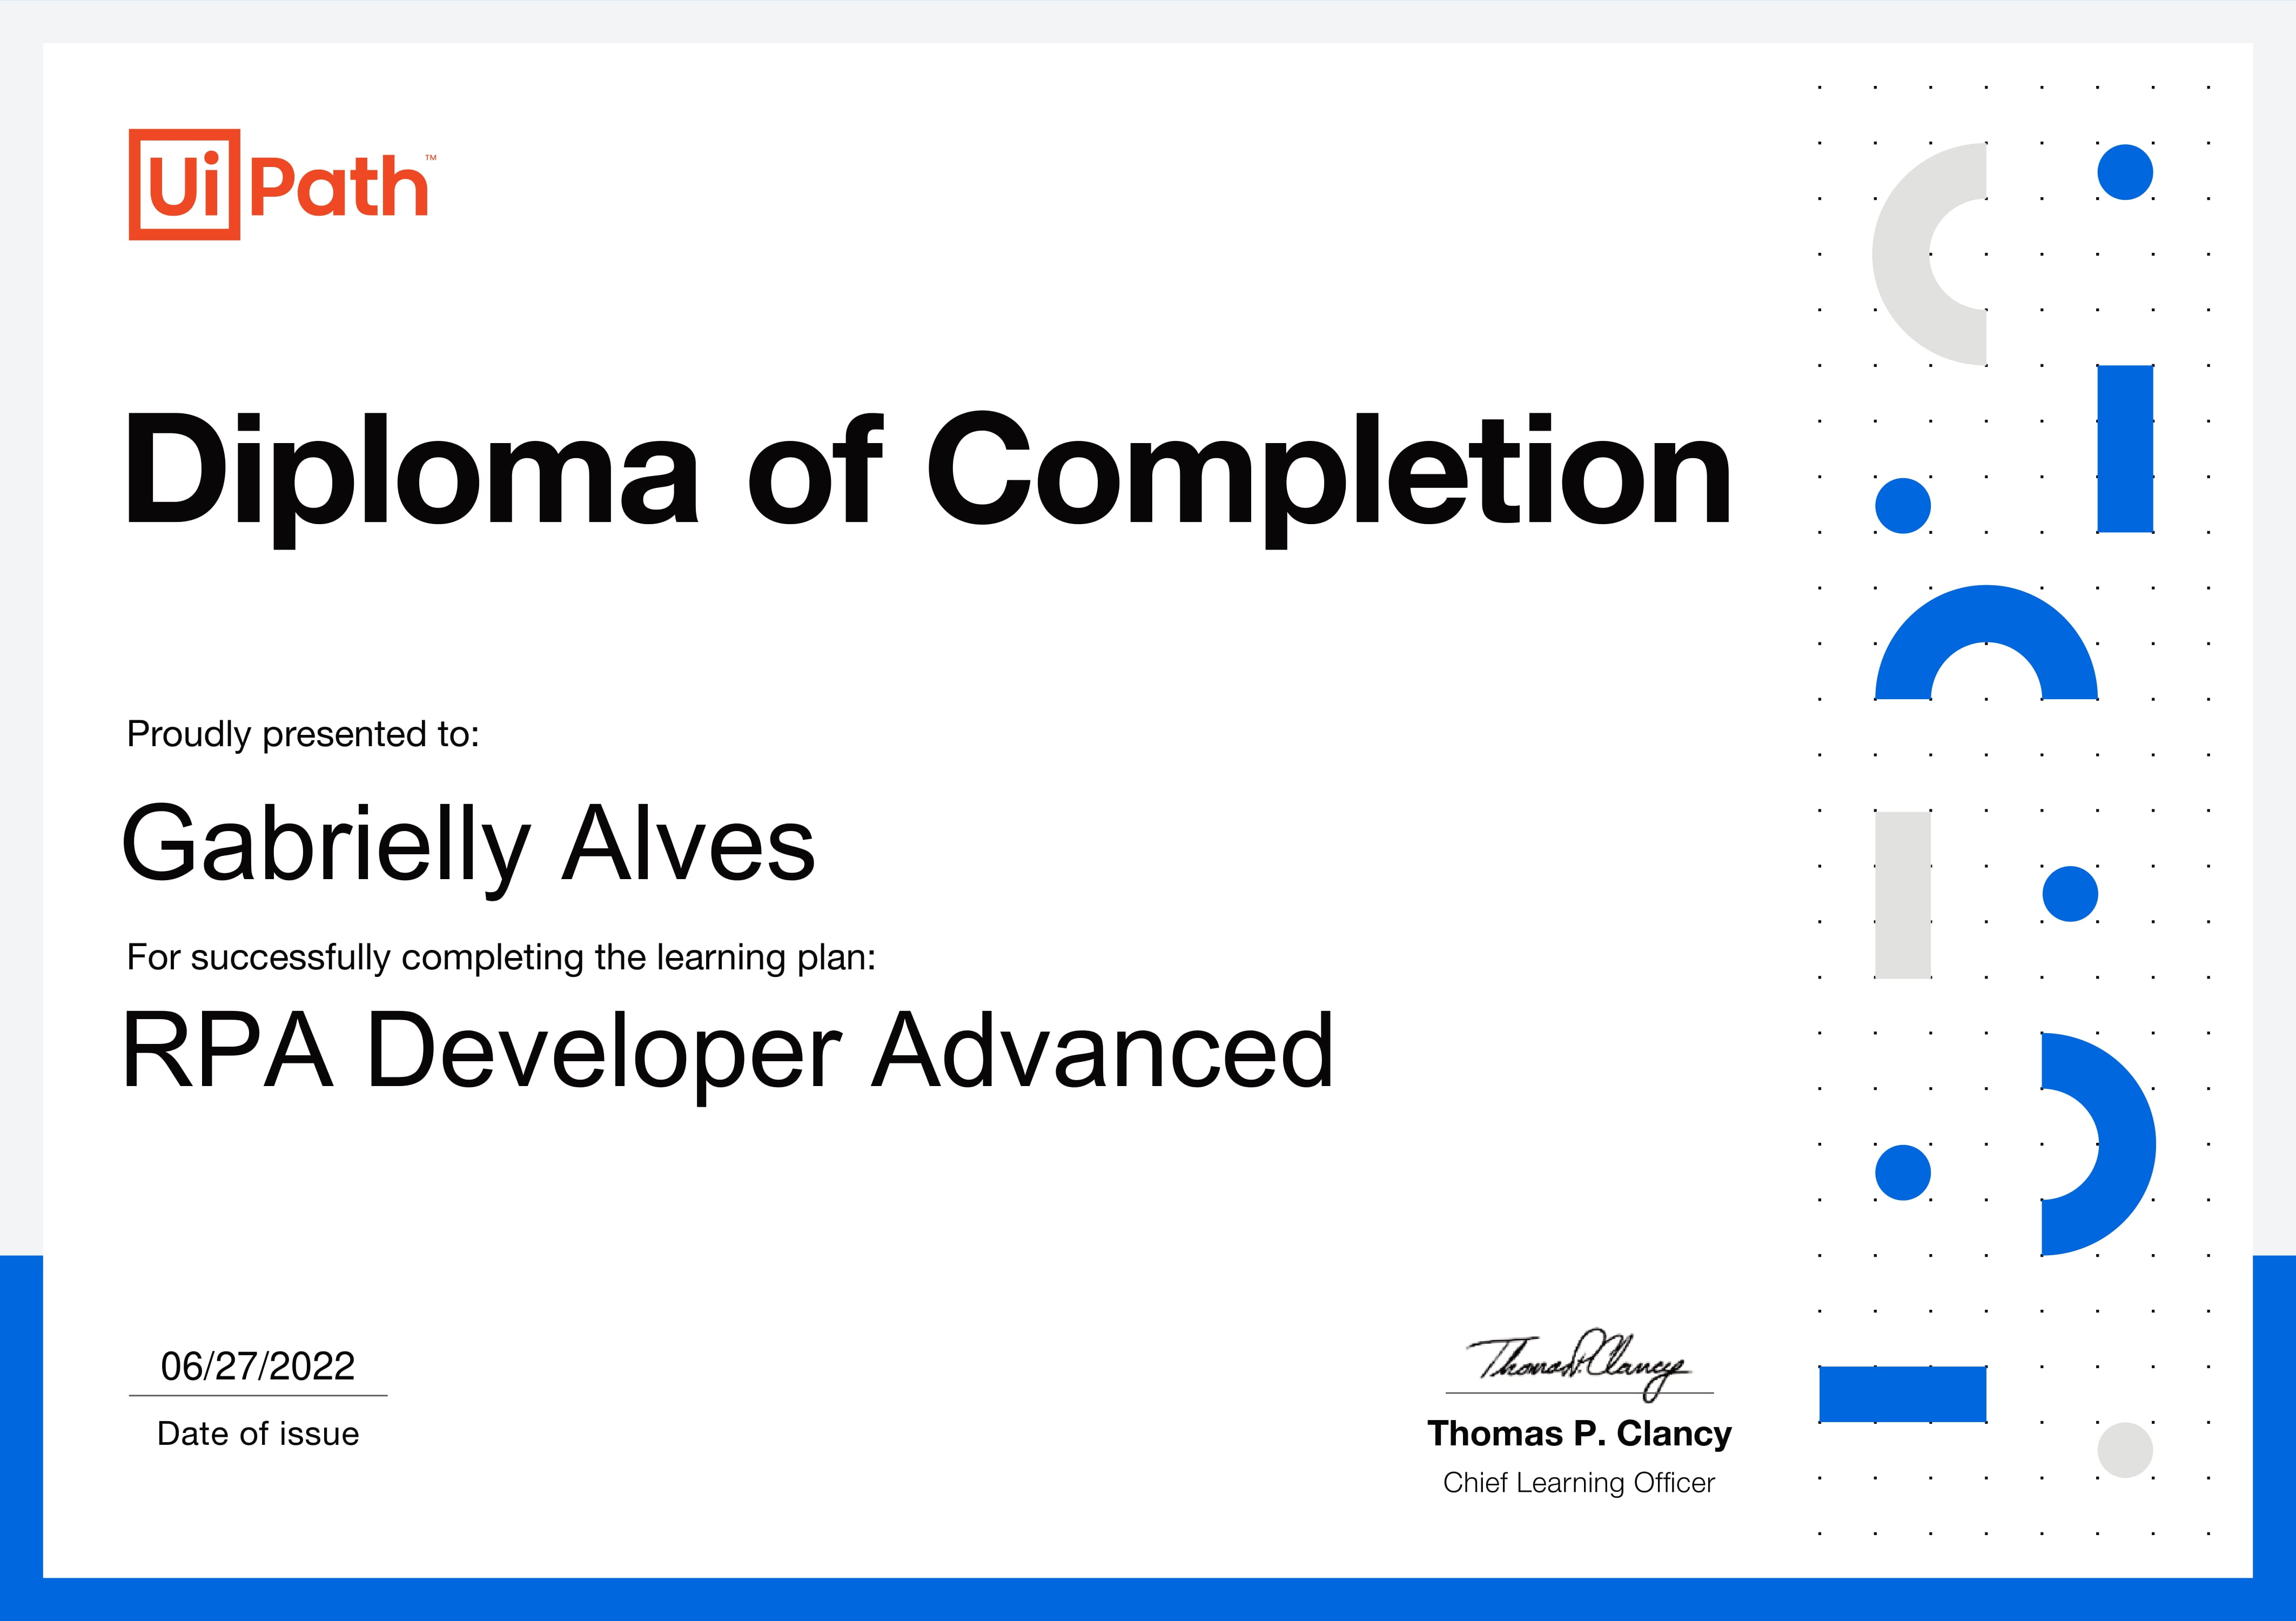 UiPath™
Diploma of Completion
Proudly presented to:
Gabrielly Alves
For successfully completing the learning plan:
RPA Developer Advanced
06/27/2022
Date of issue
Thomas P. Clancy
Thomas P. Clancy
Chief Learning Officer